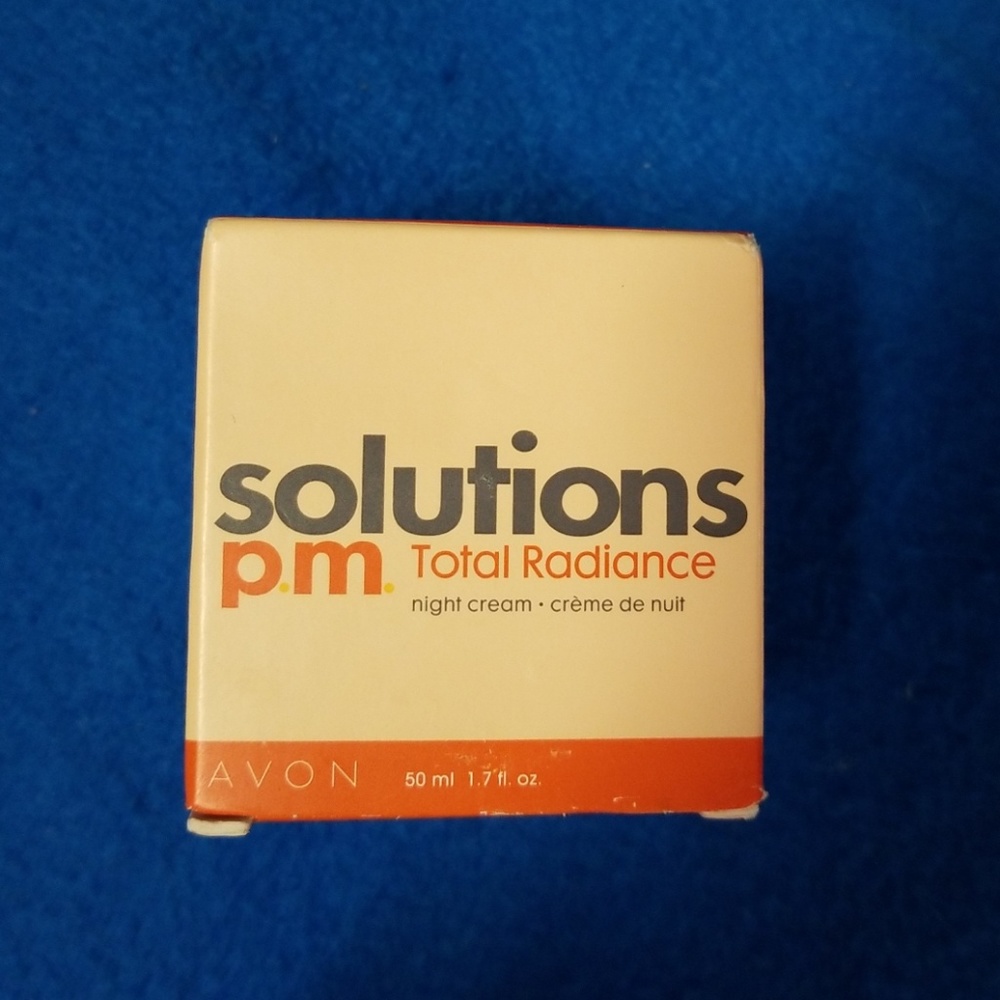 solutions
p.m. Total Radiance
night cream • crème de nuit
AVON 50 ml 1.7 fl. oz.